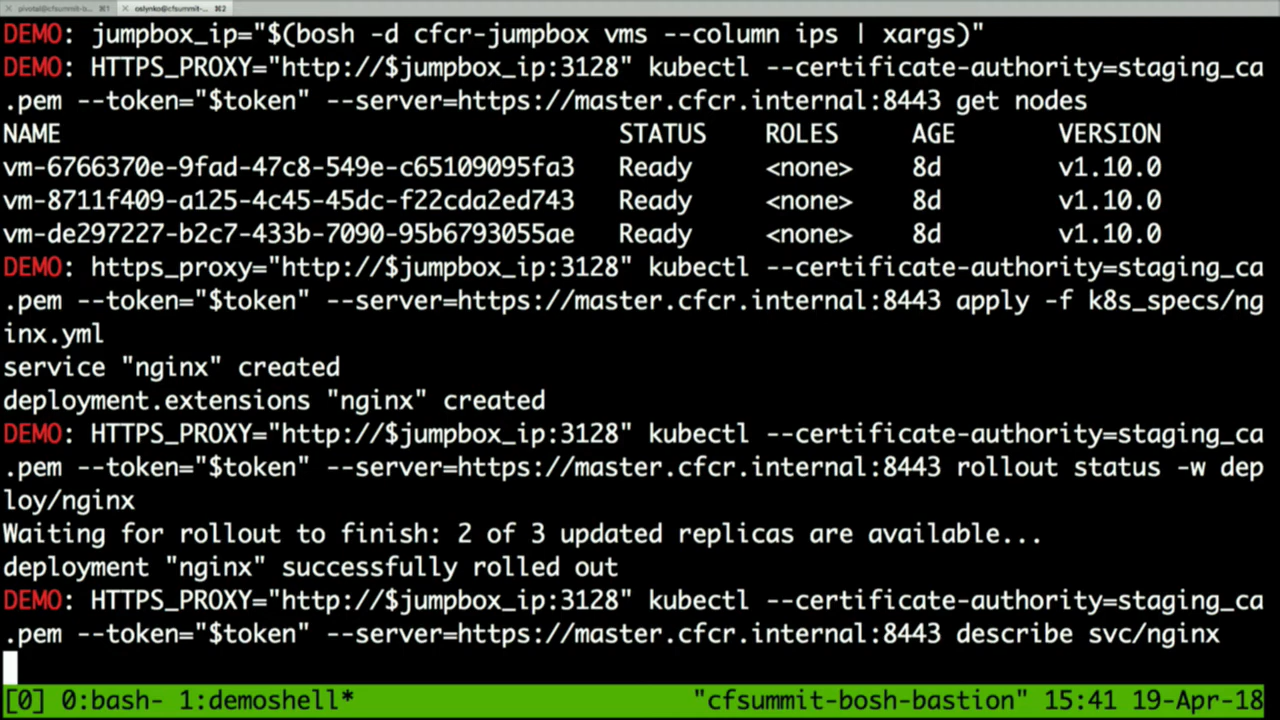 pivotal@cfsummit-b... ⌘1 oslynko@cfsummit-... ⌘2
DEMO: jumpbox_ip="$(bosh -d cfcr-jumpbox vms --column ips | xargs)"
DEMO: HTTPS_PROXY="http://$jumpbox_ip:3128" kubectl --certificate-authority=staging_ca
.pem --token="$token" --server=https://master.cfcr.internal:8443 get nodes
NAME STATUS ROLES AGE VERSION
vm-6766370e-9fad-47c8-549e-c65109095fa3 Ready <none> 8d v1.10.0
vm-8711f409-a125-4c45-45dc-f22cda2ed743 Ready <none> 8d v1.10.0
vm-de297227-b2c7-433b-7090-95b6793055ae Ready <none> 8d v1.10.0
DEMO: https_proxy="http://$jumpbox_ip:3128" kubectl --certificate-authority=staging_ca
.pem --token="$token" --server=https://master.cfcr.internal:8443 apply -f k8s_specs/ng
inx.yml
service "nginx" created
deployment.extensions "nginx" created
DEMO: HTTPS_PROXY="http://$jumpbox_ip:3128" kubectl --certificate-authority=staging_ca
.pem --token="$token" --server=https://master.cfcr.internal:8443 rollout status -w dep
loy/nginx
Waiting for rollout to finish: 2 of 3 updated replicas are available...
deployment "nginx" successfully rolled out
DEMO: HTTPS_PROXY="http://$jumpbox_ip:3128" kubectl --certificate-authority=staging_ca
.pem --token="$token" --server=https://master.cfcr.internal:8443 describe svc/nginx
[0] 0:bash- 1:demoshell* "cfsummit-bosh-bastion" 15:41 19-Apr-18